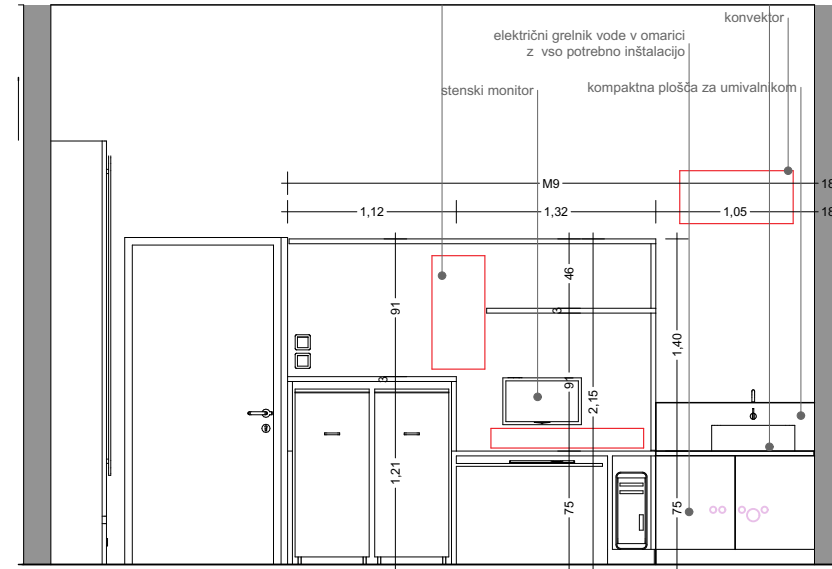 konvektor
električni grelnik vode v omarici
z vso potrebno inštalacijo
stenski monitor
kompaktna plošča za umivalnikom
M9
18
1,12
1,32
1,05
18
46
91
3
1,40
3
91
2,15
1,21
75
75